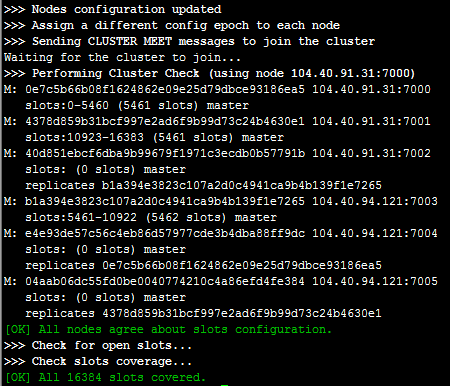 >>> Nodes configuration updated
>>> Assign a different config epoch to each node
>>> Sending CLUSTER MEET messages to join the cluster
Waiting for the cluster to join...
>>> Performing Cluster Check (using node 104.40.91.31:7000)
M: 0e7c5b66b08f1624862e09e25d79dbce93186ea5 104.40.91.31:7000
   slots:0-5460 (5461 slots) master
M: 4378d859b31bcf997e2ad6f9b99d73c24b4630e1 104.40.91.31:7001
   slots:10923-16383 (5461 slots) master
M: 40d851ebcf6dba9b99679f1971c3ecdb0b57791b 104.40.91.31:7002
   slots: (0 slots) master
   replicates b1a394e3823c107a2d0c4941ca9b4b139f1e7265
M: b1a394e3823c107a2d0c4941ca9b4b139f1e7265 104.40.94.121:7003
   slots:5461-10922 (5462 slots) master
M: e4e93de57c56c4eb86d57977cde3b4dba88ff9dc 104.40.94.121:7004
   slots: (0 slots) master
   replicates 0e7c5b66b08f1624862e09e25d79dbce93186ea5
M: 04aab06dc55fd0be0040774210c4a86efd4fe384 104.40.94.121:7005
   slots: (0 slots) master
   replicates 4378d859b31bcf997e2ad6f9b99d73c24b4630e1
[OK] All nodes agree about slots configuration.
>>> Check for open slots...
>>> Check slots coverage...
[OK] All 16384 slots covered.